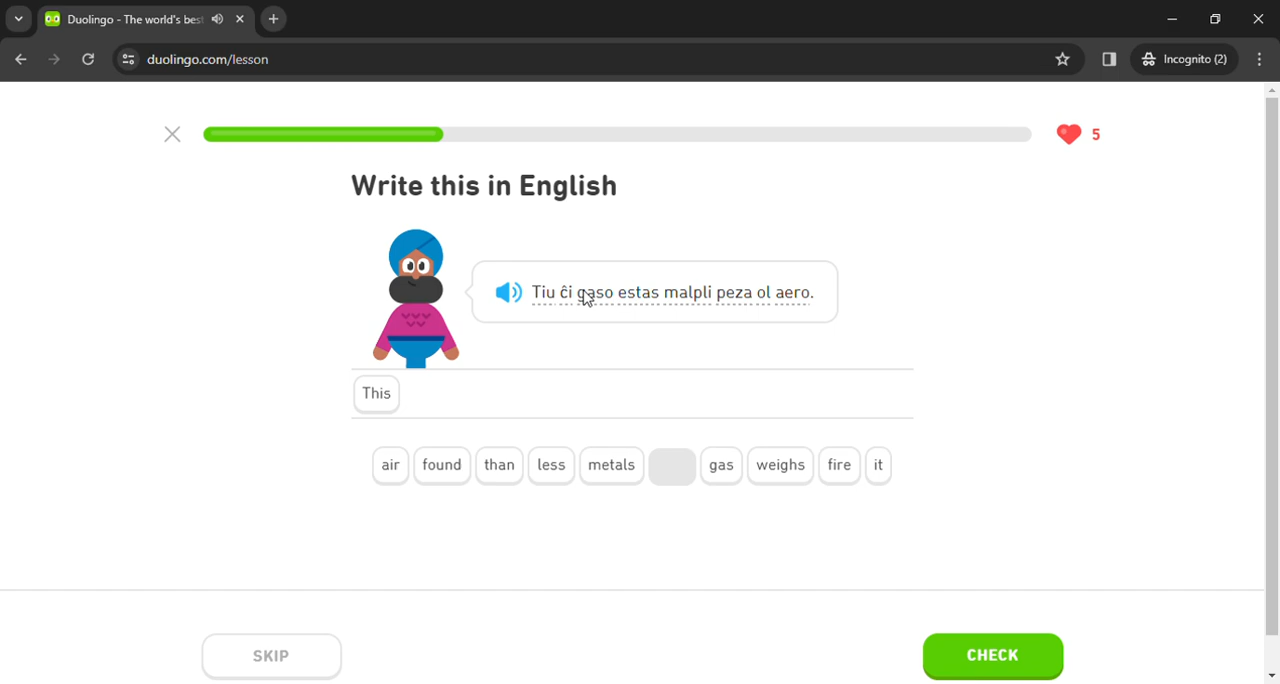 Duolingo - The world's bes
duolingo.com/lesson
Incognito (2)
5
Write this in English
Tiu ĉi gaso estas malpli peza ol aero.
This
air found than less metals gas weighs fire it
SKIP
CHECK